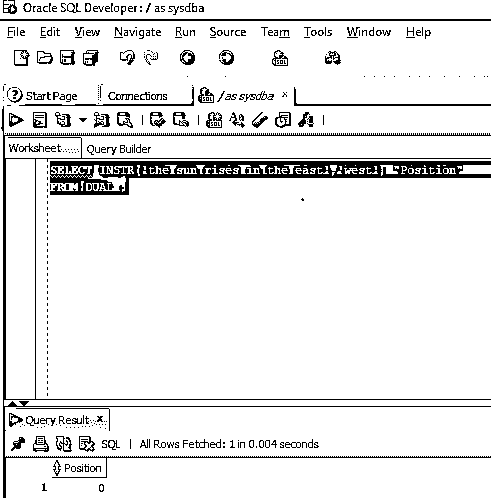 Oracle SQL Developer : / as sysdba
File Edit View Navigate Run Source Team Tools Window Help
Start Page Connections / as sysdba ×
Worksheet Query Builder
SELECT INSTR('the sun rises in the east','west') "Position"
FROM DUAL ;
Query Result ×
SQL | All Rows Fetched: 1 in 0.004 seconds
Position
1 0